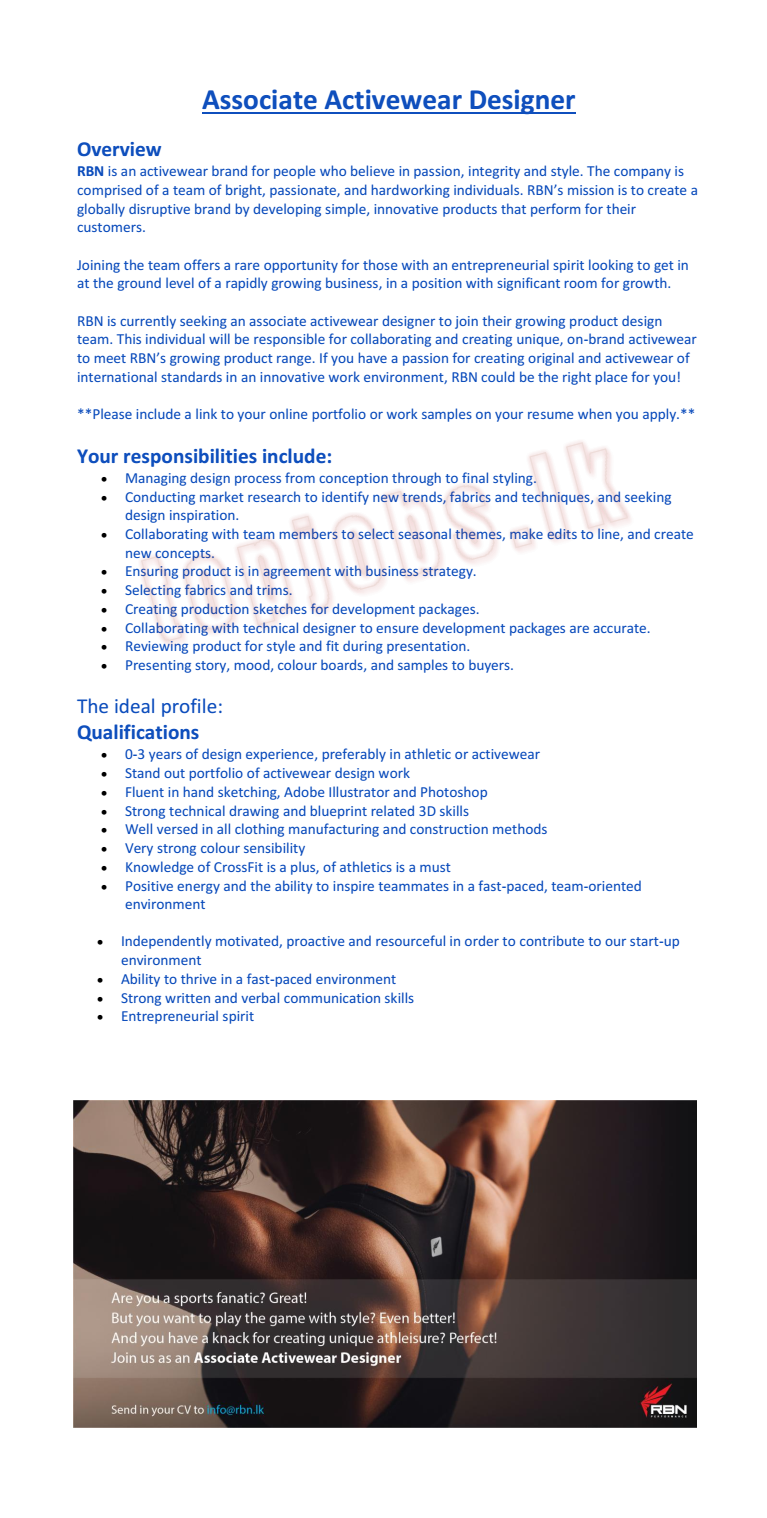 Associate Activewear Designer
Overview
RBN is an activewear brand for people who believe in passion, integrity and style. The company is
comprised of a team of bright, passionate, and hardworking individuals. RBN’s mission is to create a
globally disruptive brand by developing simple, innovative products that perform for their
customers.
Joining the team offers a rare opportunity for those with an entrepreneurial spirit looking to get in
at the ground level of a rapidly growing business, in a position with significant room for growth.
RBN is currently seeking an associate activewear designer to join their growing product design
team. This individual will be responsible for collaborating and creating unique, on-brand activewear
to meet RBN’s growing product range. If you have a passion for creating original and activewear of
international standards in an innovative work environment, RBN could be the right place for you!
**Please include a link to your online portfolio or work samples on your resume when you apply.**
Your responsibilities include:
• Managing design process from conception through to final styling.
• Conducting market research to identify new trends, fabrics and techniques, and seeking
design inspiration.
• Collaborating with team members to select seasonal themes, make edits to line, and create
new concepts.
• Ensuring product is in agreement with business strategy.
• Selecting fabrics and trims.
• Creating production sketches for development packages.
• Collaborating with technical designer to ensure development packages are accurate.
• Reviewing product for style and fit during presentation.
• Presenting story, mood, colour boards, and samples to buyers.
topjobs.lk
The ideal profile:
Qualifications
• 0-3 years of design experience, preferably in athletic or activewear
• Stand out portfolio of activewear design work
• Fluent in hand sketching, Adobe Illustrator and Photoshop
• Strong technical drawing and blueprint related 3D skills
• Well versed in all clothing manufacturing and construction methods
• Very strong colour sensibility
• Knowledge of CrossFit is a plus, of athletics is a must
• Positive energy and the ability to inspire teammates in a fast-paced, team-oriented
environment
• Independently motivated, proactive and resourceful in order to contribute to our start-up
environment
• Ability to thrive in a fast-paced environment
• Strong written and verbal communication skills
• Entrepreneurial spirit
Are you a sports fanatic? Great!
But you want to play the game with style? Even better!
And you have a knack for creating unique athleisure? Perfect!
Join us as an Associate Activewear Designer
Send in your CV to info@rbn.lk
RBN
PERFORMANCE